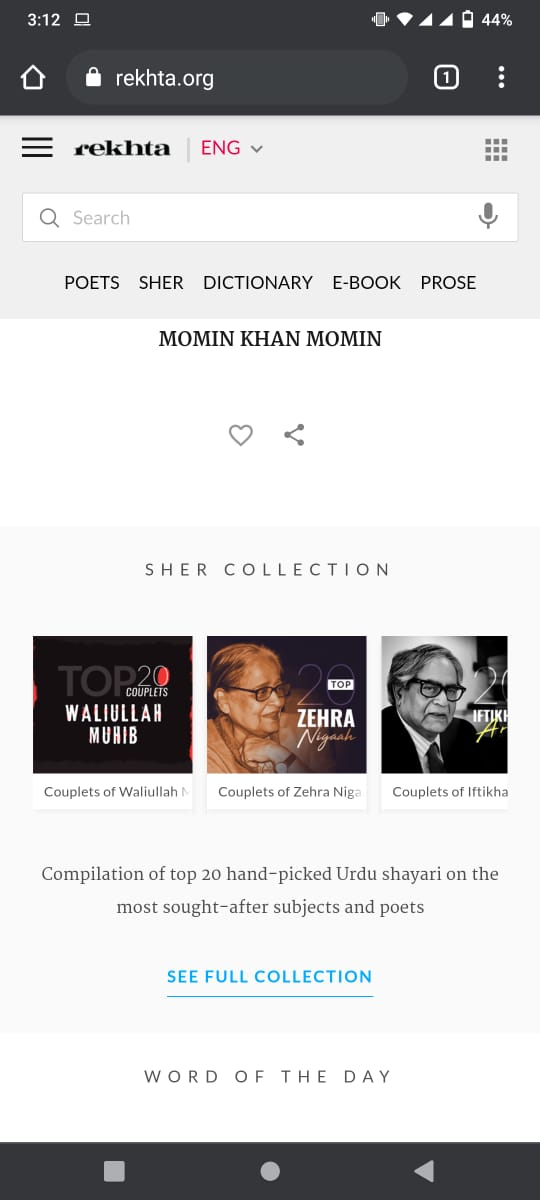 3:12
44%
rekhta.org
1
rekhta
ENG
Search
POETS SHER DICTIONARY E-BOOK PROSE
MOMIN KHAN MOMIN
SHER COLLECTION
TOP20
COUPLETS
WALIULLAH
MUHIB
20
TOP
ZEHRA
Nigaah
20
IFTIKH
Ar
Couplets of Waliullah
Couplets of Zehra Niga
Couplets of Iftikha
Compilation of top 20 hand-picked Urdu shayari on the
most sought-after subjects and poets
SEE FULL COLLECTION
WORD OF THE DAY